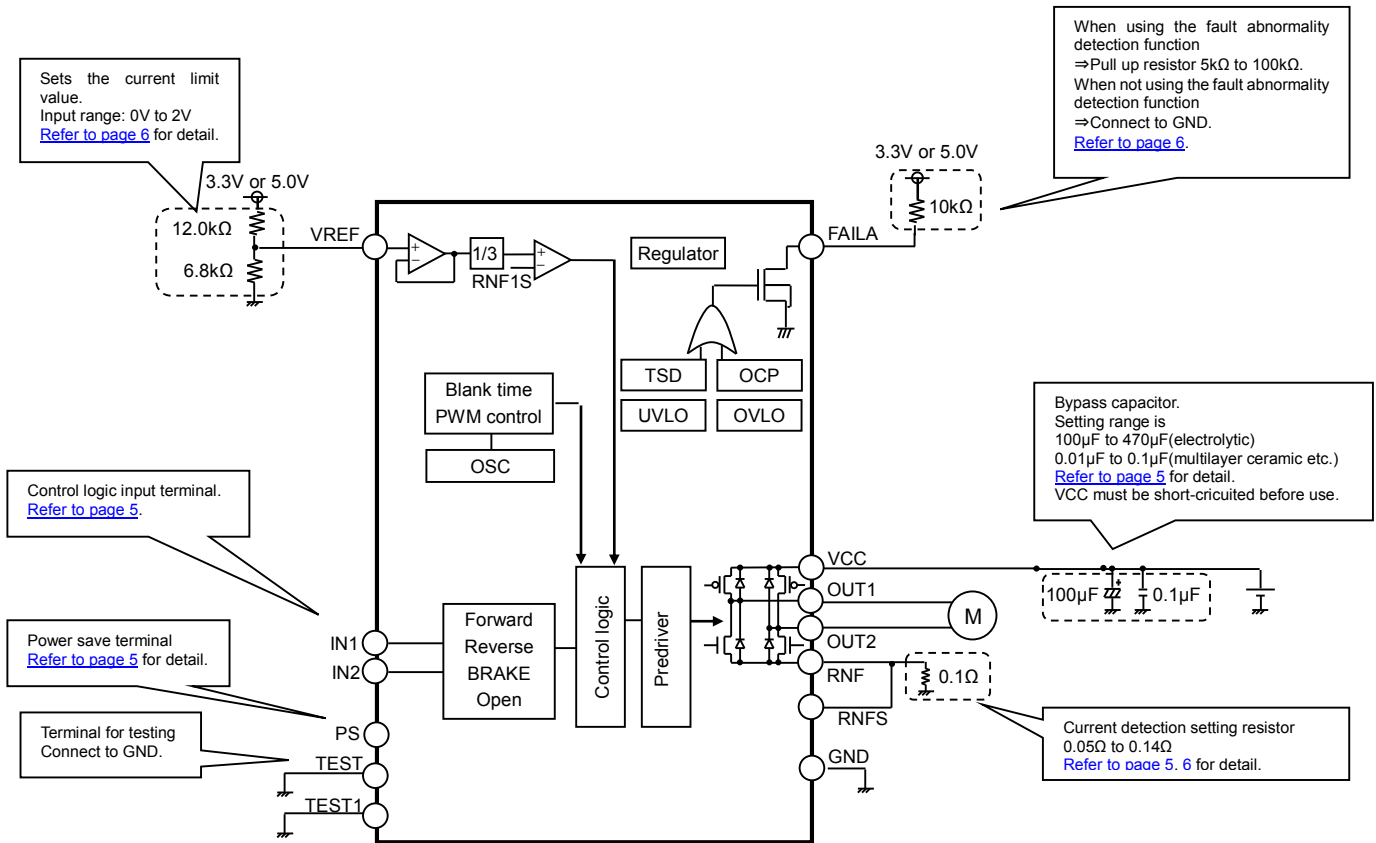 When using the fault abnormality
detection function
⇒Pull up resistor 5kΩ to 100kΩ.
When not using the fault abnormality
detection function
⇒Connect to GND.
Refer to page 6.
Sets the current limit
value.
Input range: 0V to 2V
Refer to page 6 for detail.
3.3V or 5.0V
12.0kΩ
6.8kΩ
VREF
+
−
1/3
RNF1S
+
−
Regulator
3.3V or 5.0V
10kΩ
FAILA
TSD
OCP
UVLO
OVLO
Blank time
PWM control
OSC
Bypass capacitor.
Setting range is
100µF to 470µF(electrolytic)
0.01µF to 0.1µF(multilayer ceramic etc.)
Refer to page 5 for detail.
VCC must be short-cricuited before use.
Control logic input terminal.
Refer to page 5.
Power save terminal
Refer to page 5 for detail.
Terminal for testing
Connect to GND.
IN1
IN2
PS
TEST
TEST1
Forward
Reverse
BRAKE
Open
Control logic
Predriver
VCC
OUT1
OUT2
RNF
RNFS
GND
M
100µF
+
0.1µF
0.1Ω
Current detection setting resistor
0.05Ω to 0.14Ω
Refer to page 5, 6 for detail.